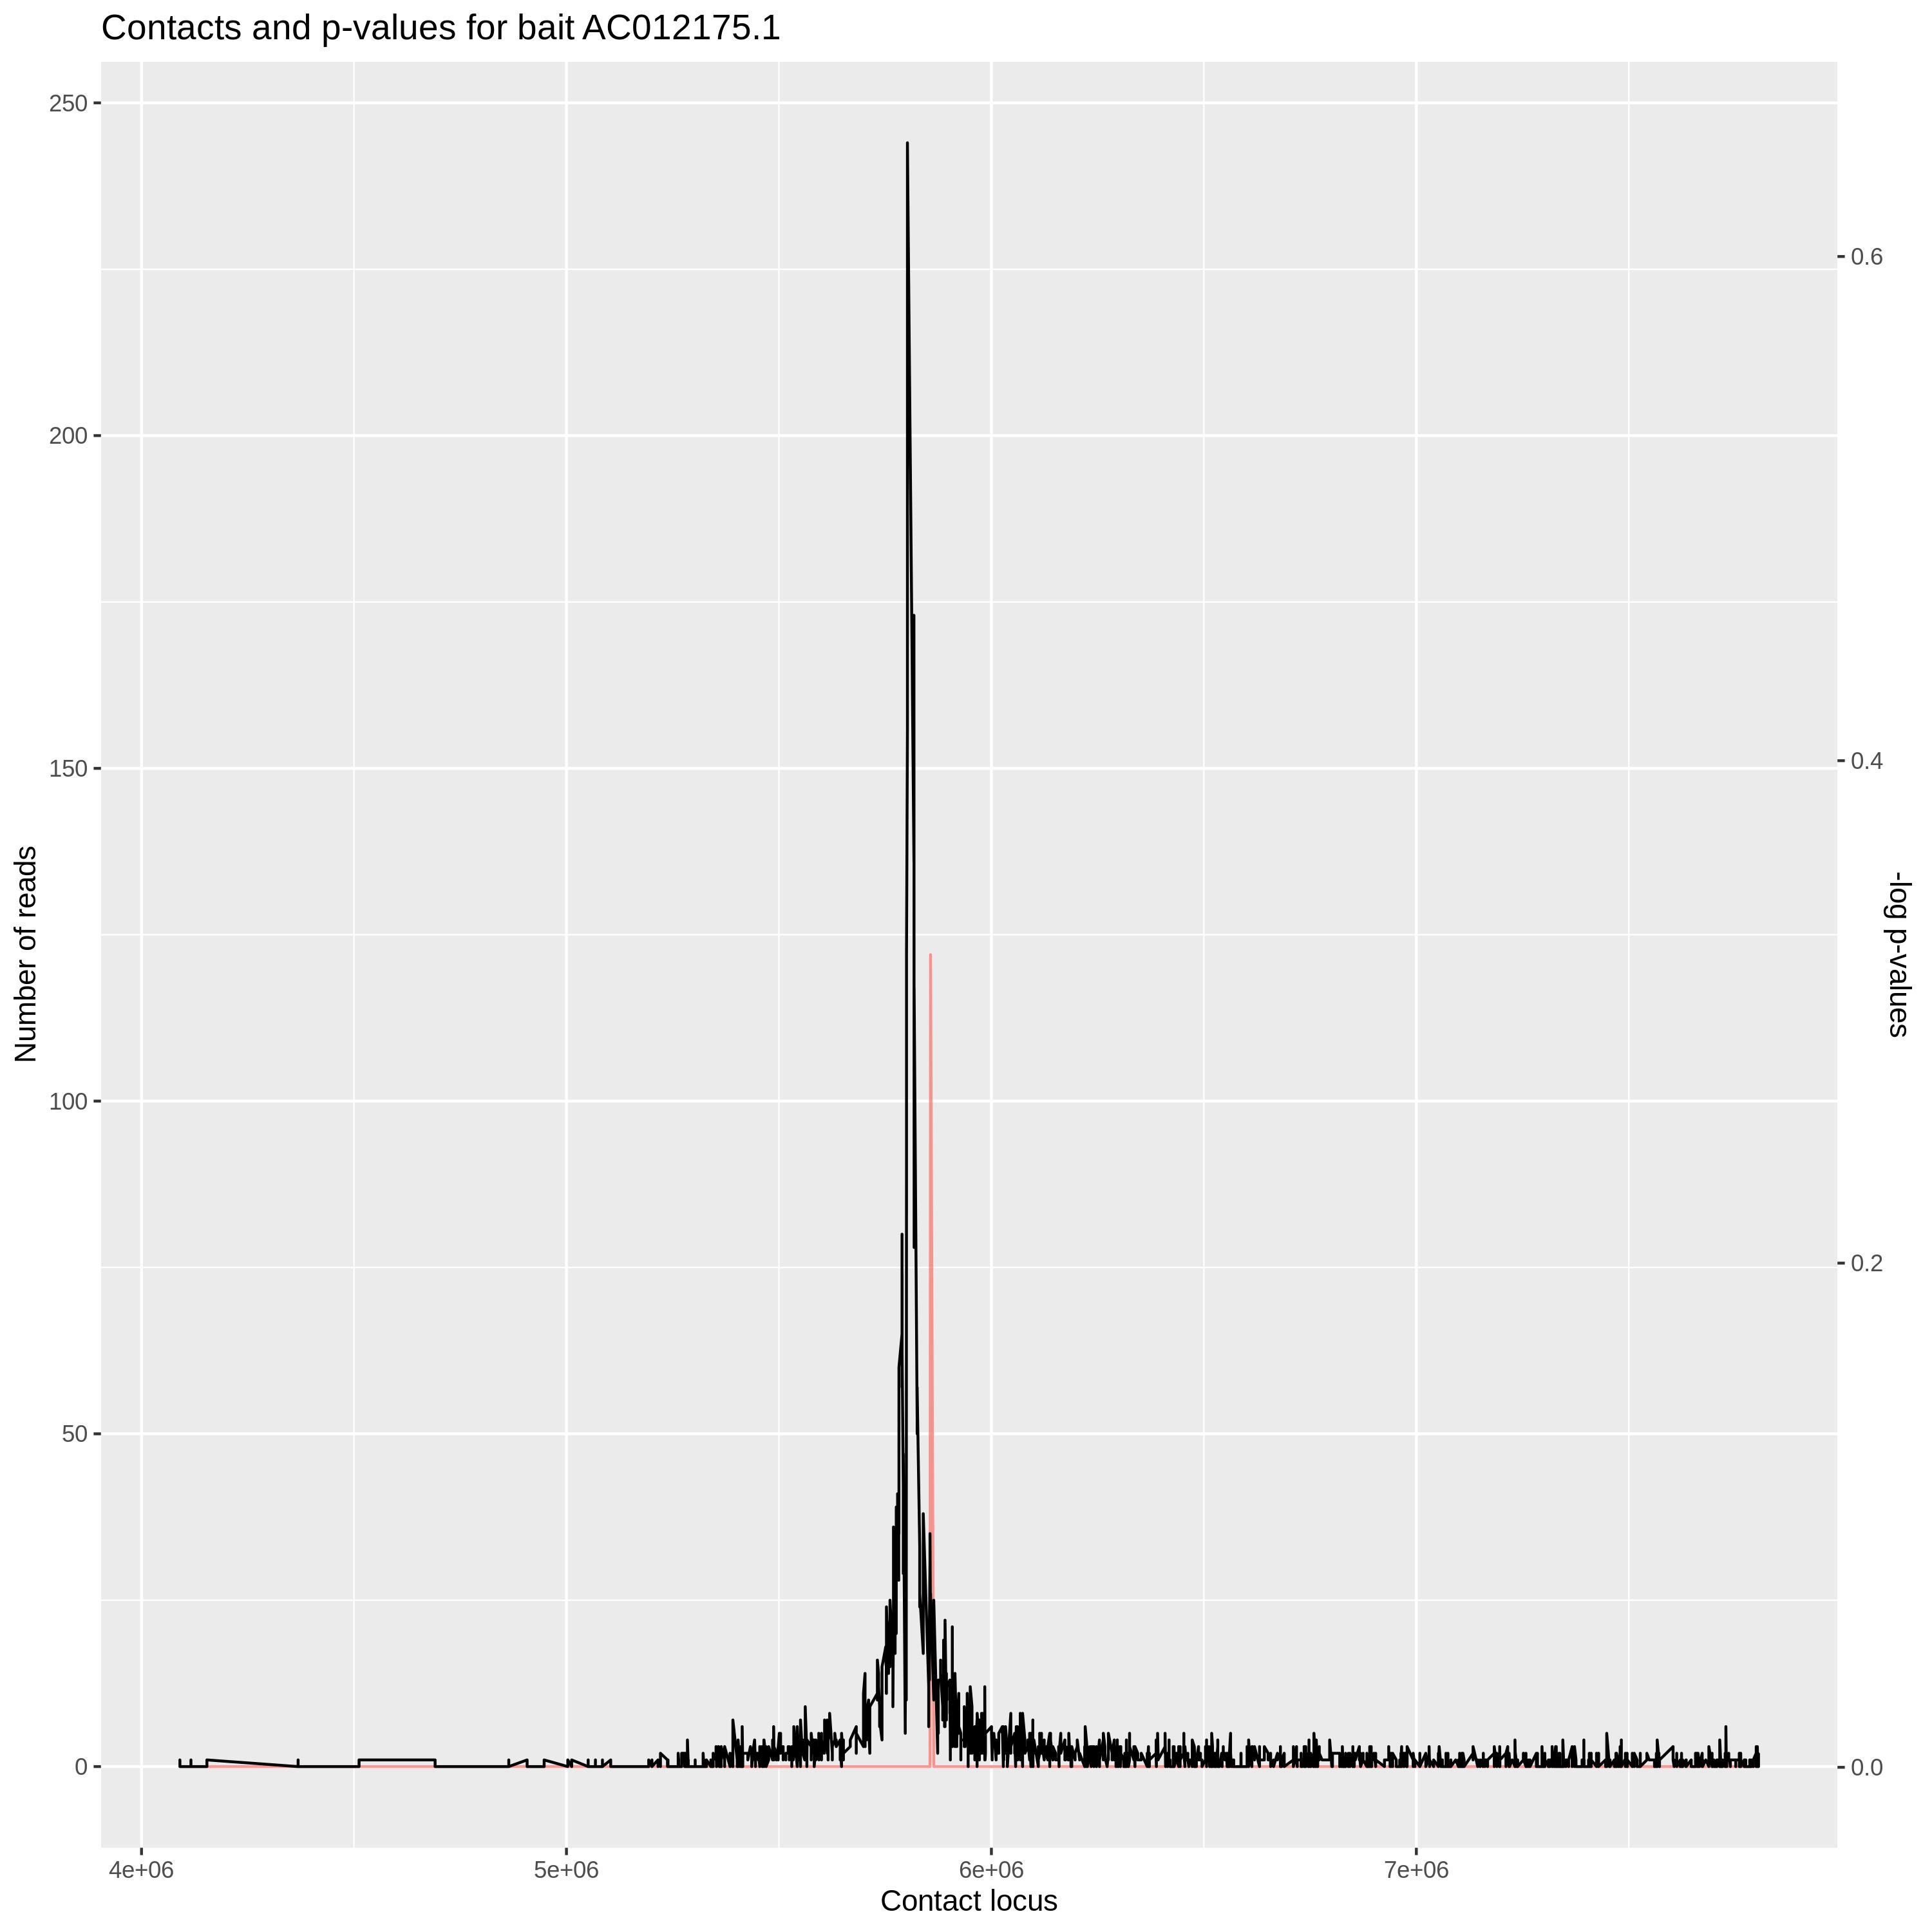 Contacts and p-values for bait AC012175.1
250
200
150
100
50
0
0.6
0.4
0.2
0.0
Number of reads
-log p-values
4e+06
5e+06
6e+06
7e+06
Contact locus